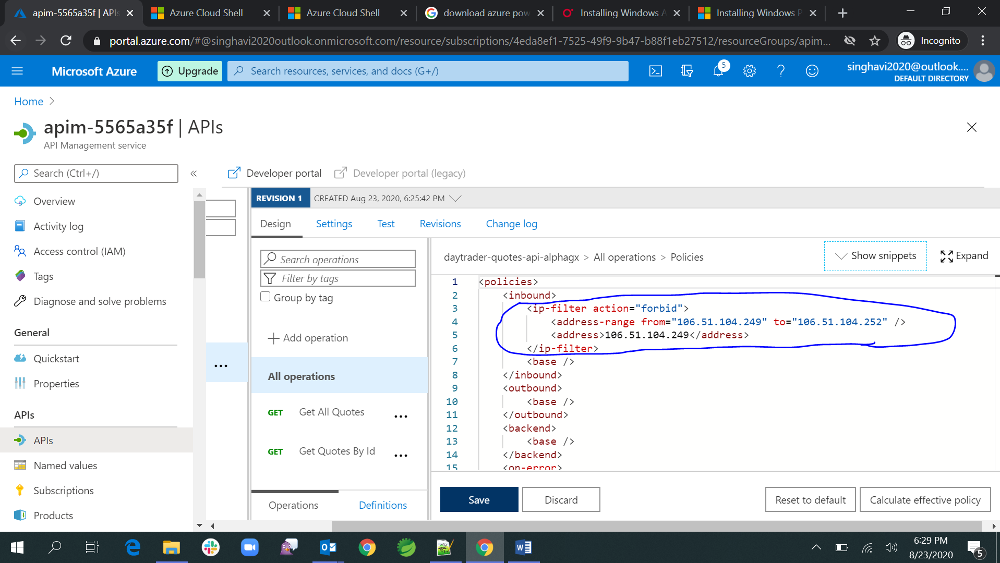 apim-5565a35f | APIs
Azure Cloud Shell
Azure Cloud Shell
download azure pow
Installing Windows A
Installing Windows P
portal.azure.com/#@singhavi2020outlook.onmicrosoft.com/resource/subscriptions/4eda8ef1-7525-49f9-9b47-b88f1eb27512/resourceGroups/apim...
Incognito
Microsoft Azure
Upgrade
Search resources, services, and docs (G+/)
5
singhavi2020@outlook....
DEFAULT DIRECTORY
Home
apim-5565a35f | APIs
API Management service
Search (Ctrl+/)
«
Developer portal
Developer portal (legacy)
Overview
Activity log
Access control (IAM)
Tags
Diagnose and solve problems
General
Quickstart
Properties
APIs
APIs
Named values
Subscriptions
Products
REVISION 1
CREATED Aug 23, 2020, 6:25:42 PM
Design
Settings
Test
Revisions
Change log
Search operations
Filter by tags
Group by tag
Add operation
All operations
GET Get All Quotes
GET Get Quotes By Id
Operations
Definitions
daytrader-quotes-api-alphagx > All operations > Policies
Show snippets
Expand
1 <policies>
2 <inbound>
3 <ip-filter action="forbid">
4 <address-range from="106.51.104.249" to="106.51.104.252" />
5 <address>106.51.104.249</address>
6 </ip-filter>
7 <base />
8 </inbound>
9 <outbound>
10 <base />
11 </outbound>
12 <backend>
13 <base />
14 </backend>
15 <on-error>
Save
Discard
Reset to default
Calculate effective policy
6:29 PM
8/23/2020
5